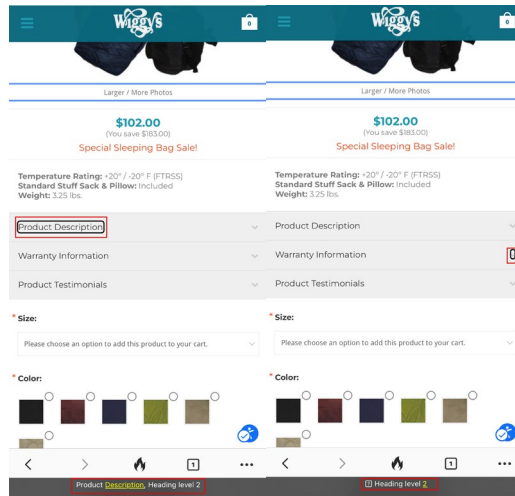 Wiggy's
0
Larger / More Photos
$102.00
(You save $183.00)
Special Sleeping Bag Sale!
Temperature Rating: +20° / -20° F (FTRSS)
Standard Stuff Sack & Pillow: Included
Weight: 3.25 lbs.
Product Description
Warranty Information
Product Testimonials
* Size:
Please choose an option to add this product to your cart.
* Color:
1
Product Description, Heading level 2
Wiggy's
0
Larger / More Photos
$102.00
(You save $183.00)
Special Sleeping Bag Sale!
Temperature Rating: +20° / -20° F (FTRSS)
Standard Stuff Sack & Pillow: Included
Weight: 3.25 lbs.
Product Description
Warranty Information
Product Testimonials
* Size:
Please choose an option to add this product to your cart.
* Color:
1
Heading level 2